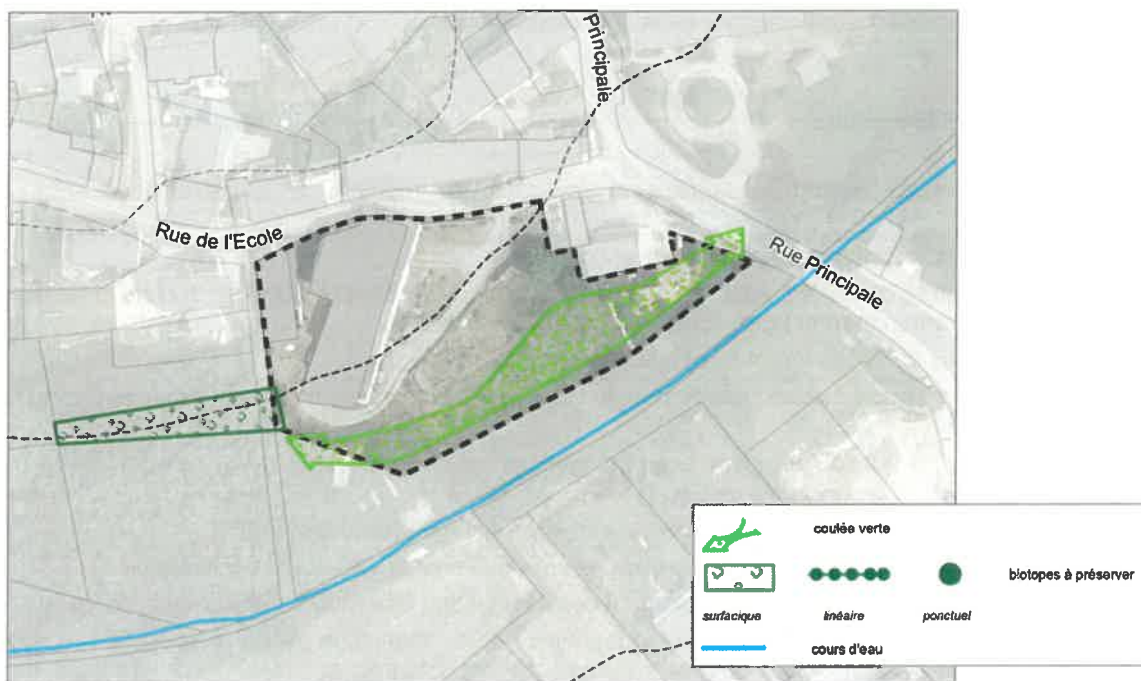 Principale
Rue de l'Ecole
Rue Principale
coulée verte
biotopes à préserver
surfacique linéaire ponctuel
cours d'eau